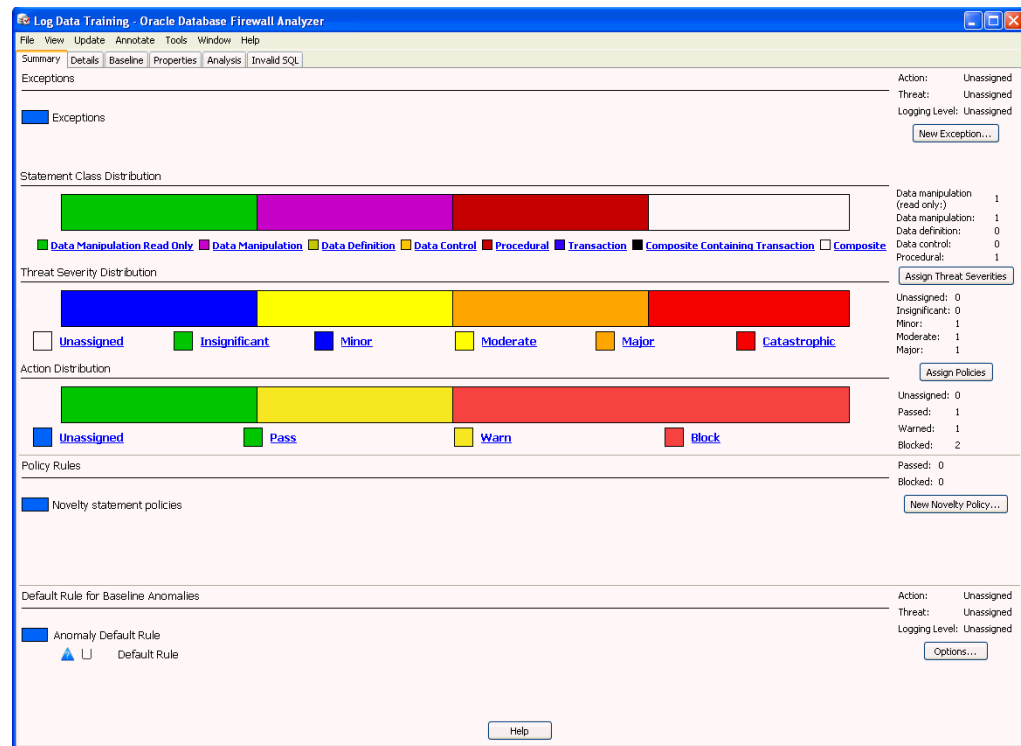 Log Data Training - Oracle Database Firewall Analyzer
File View Update Annotate Tools Window Help
Summary Details Baseline Properties Analysis Invalid SQL
Exceptions
Action: Unassigned
Threat: Unassigned
Logging Level: Unassigned
Exceptions
New Exception...
Statement Class Distribution
Data manipulation
(read only:) 1
Data manipulation: 1
Data definition: 0
Data control: 0
Procedural: 1
Data Manipulation Read Only Data Manipulation Data Definition Data Control Procedural Transaction Composite Containing Transaction Composite
Threat Severity Distribution
Assign Threat Severities
Unassigned: 0
Insignificant: 0
Minor: 1
Moderate: 1
Major: 1
Unassigned Insignificant Minor Moderate Major Catastrophic
Action Distribution
Assign Policies
Unassigned: 0
Passed: 1
Warned: 1
Blocked: 2
Unassigned Pass Warn Block
Policy Rules
Passed: 0
Blocked: 0
Novelty statement policies
New Novelty Policy...
Default Rule for Baseline Anomalies
Action: Unassigned
Threat: Unassigned
Logging Level: Unassigned
Anomaly Default Rule
Default Rule
Options...
Help